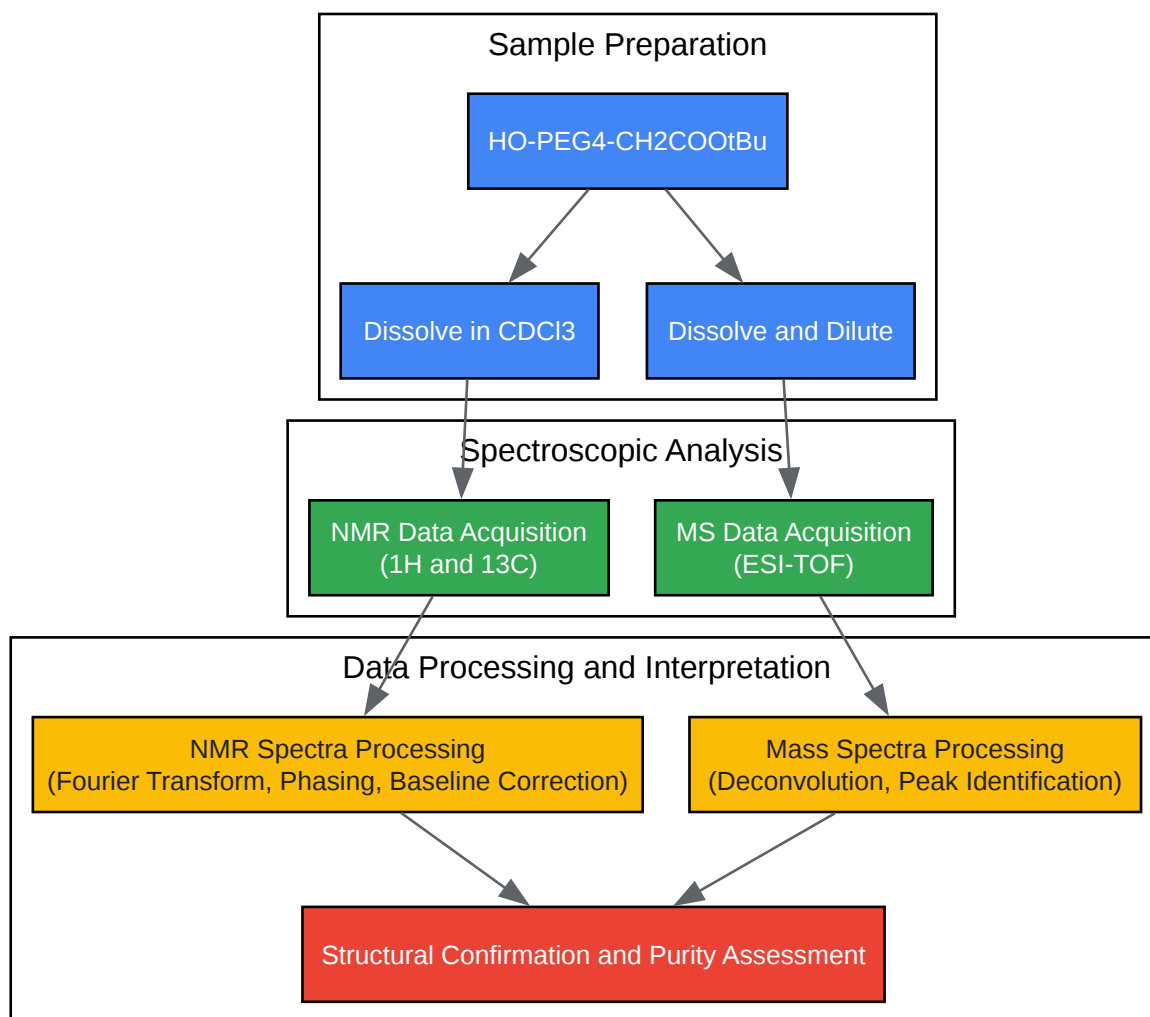 Sample Preparation
HO-PEG4-CH2COOtBu
Dissolve in CDCl3
Dissolve and Dilute
Spectroscopic Analysis
NMR Data Acquisition
(1H and 13C)
MS Data Acquisition
(ESI-TOF)
Data Processing and Interpretation
NMR Spectra Processing
(Fourier Transform, Phasing, Baseline Correction)
Mass Spectra Processing
(Deconvolution, Peak Identification)
Structural Confirmation and Purity Assessment